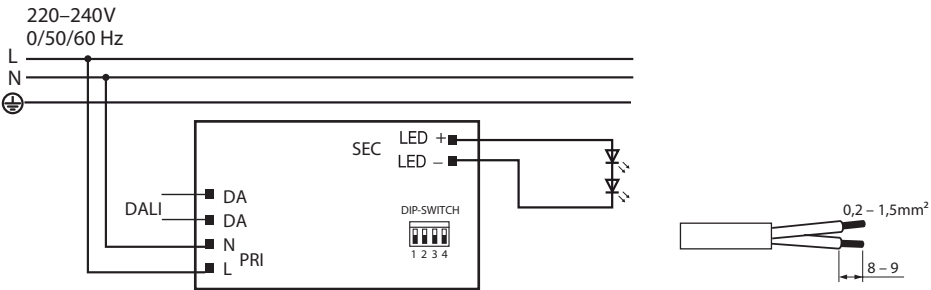 220–240V
0/50/60 Hz
L
N
SEC
LED +
LED –
DALI
DA
DA
N
L
PRI
DIP-SWITCH
1 2 3 4
0,2 – 1,5mm²
8 – 9